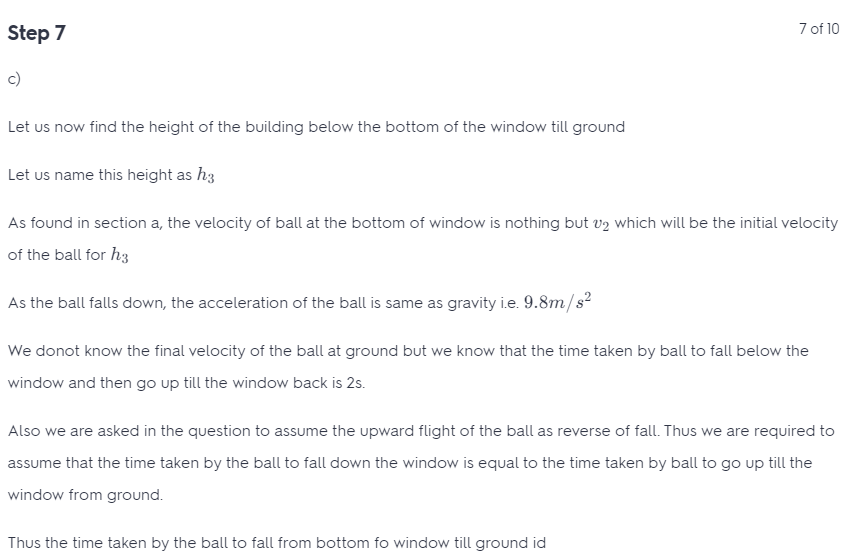 Step 7
7 of 10
c)
Let us now find the height of the building below the bottom of the window till ground
Let us name this height as h₃
As found in section a, the velocity of ball at the bottom of window is nothing but v₂ which will be the initial velocity
of the ball for h₃
As the ball falls down, the acceleration of the ball is same as gravity i.e. 9.8m/s²
We donot know the final velocity of the ball at ground but we know that the time taken by ball to fall below the
window and then go up till the window back is 2s.
Also we are asked in the question to assume the upward flight of the ball as reverse of fall. Thus we are required to
assume that the time taken by the ball to fall down the window is equal to the time taken by ball to go up till the
window from ground.
Thus the time taken by the ball to fall from bottom fo window till ground id